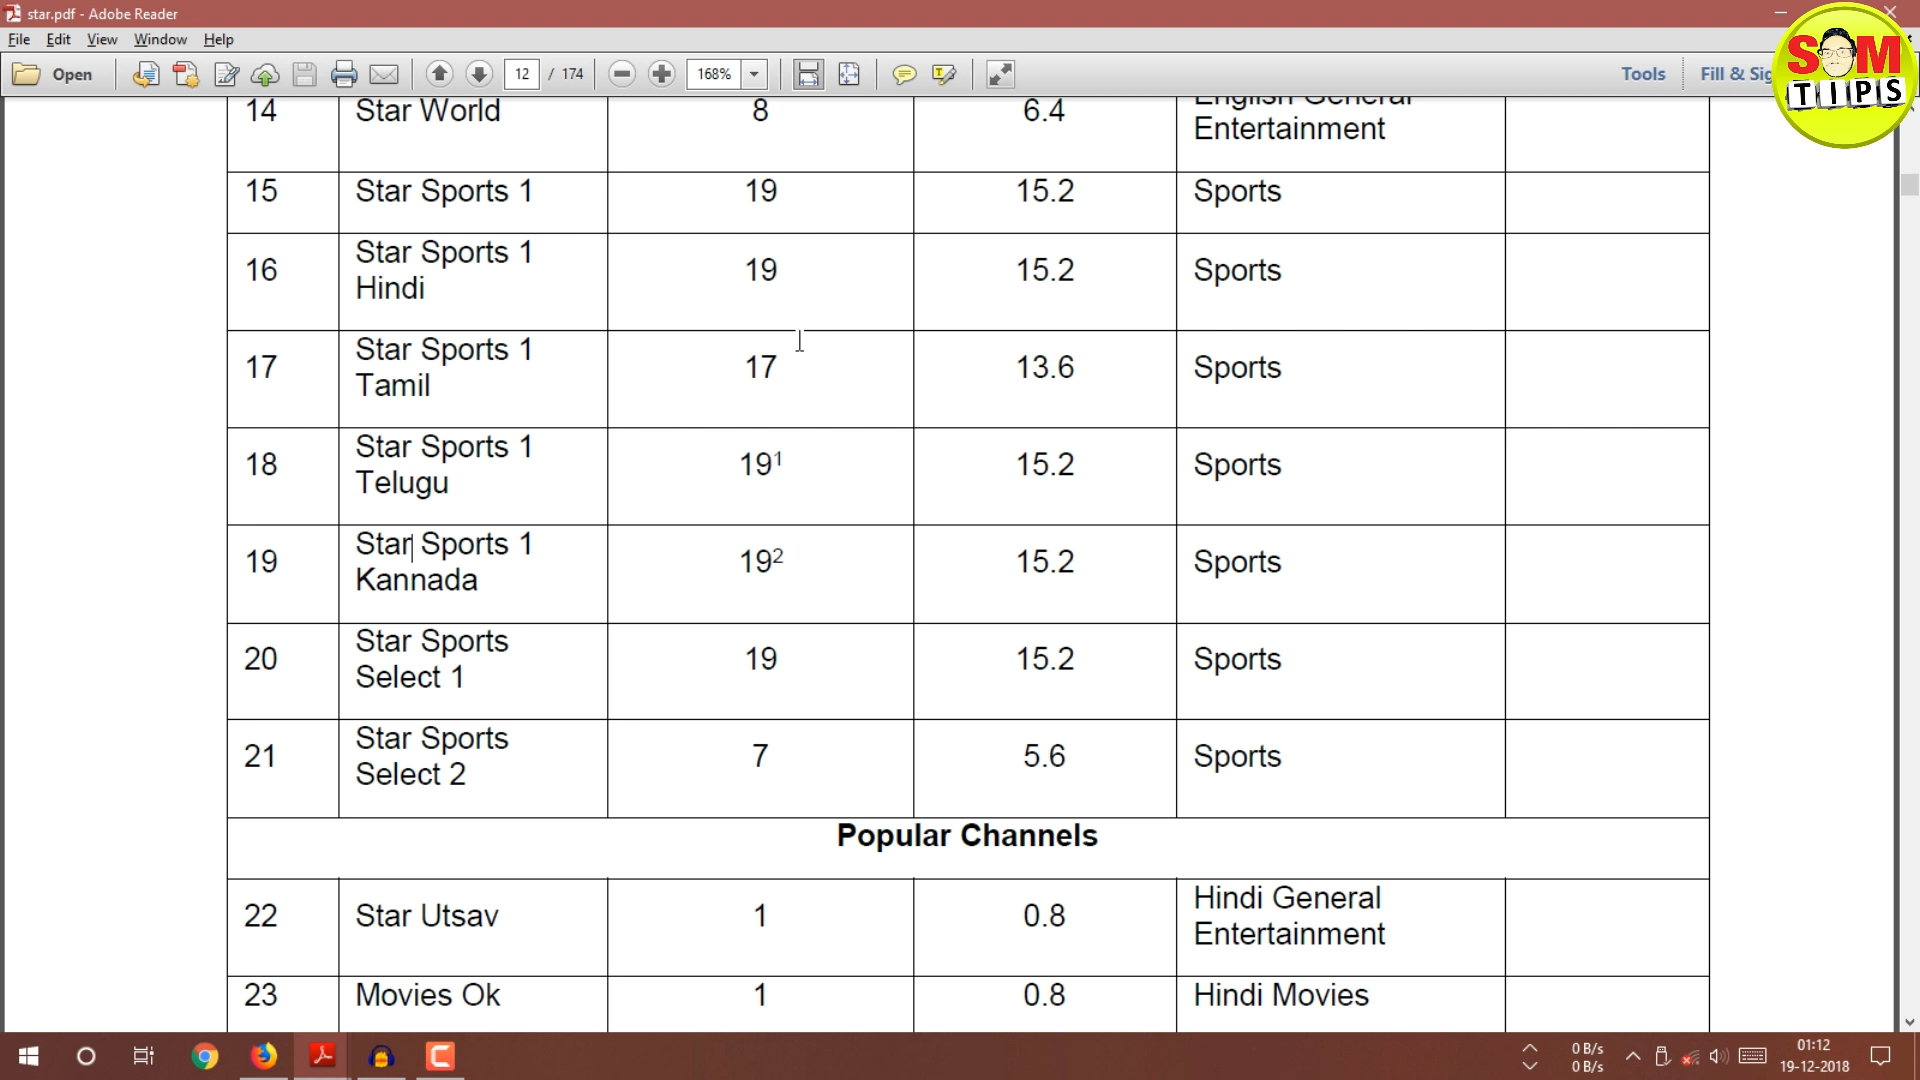 star.pdf - Adobe Reader
File Edit View Window Help
Open 12 / 174 168% Tools Fill & Sig
SOM
TIPS
14 Star World 8 6.4 English General
Entertainment
15 Star Sports 1 19 15.2 Sports
16 Star Sports 1
Hindi 19 15.2 Sports
17 Star Sports 1
Tamil 17 13.6 Sports
18 Star Sports 1
Telugu 19¹ 15.2 Sports
19 Star Sports 1
Kannada 19² 15.2 Sports
20 Star Sports
Select 1 19 15.2 Sports
21 Star Sports
Select 2 7 5.6 Sports
Popular Channels
22 Star Utsav 1 0.8 Hindi General
Entertainment
23 Movies Ok 1 0.8 Hindi Movies
0 B/s
0 B/s
01:12
19-12-2018